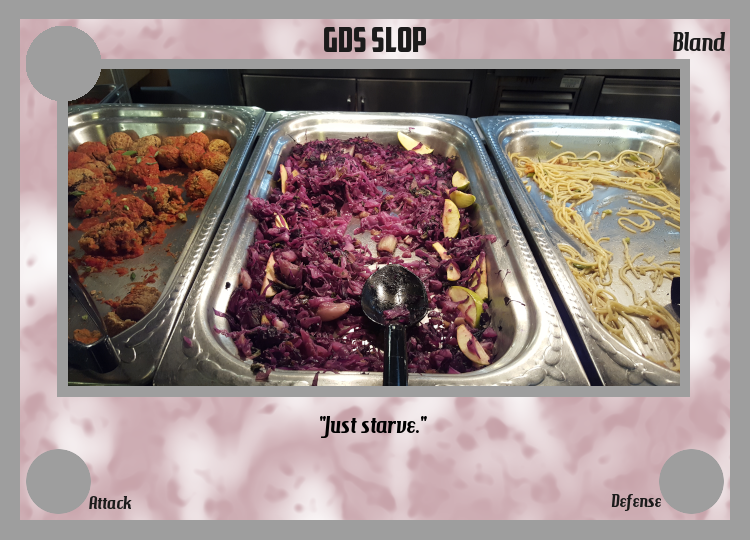 GDS SLOP
Bland
"Just starve."
Attack
Defense